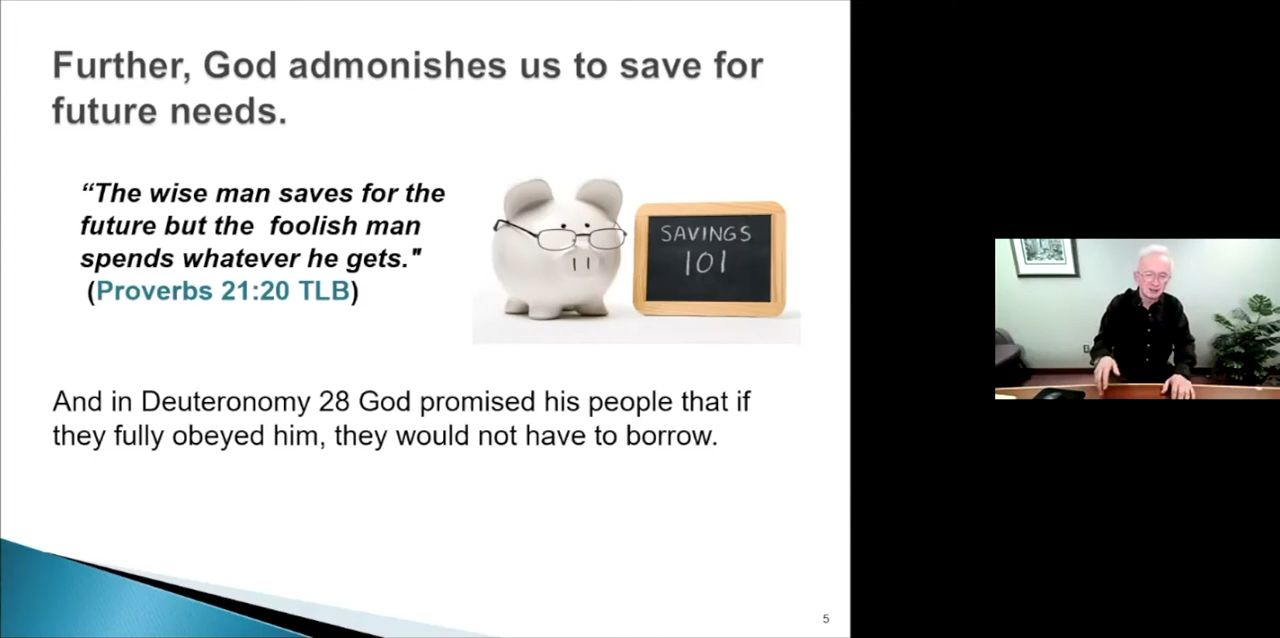 Further, God admonishes us to save for
future needs.
“The wise man saves for the
future but the  foolish man
spends whatever he gets."
(Proverbs 21:20 TLB)
SAVINGS
101
And in Deuteronomy 28 God promised his people that if
they fully obeyed him, they would not have to borrow.
5